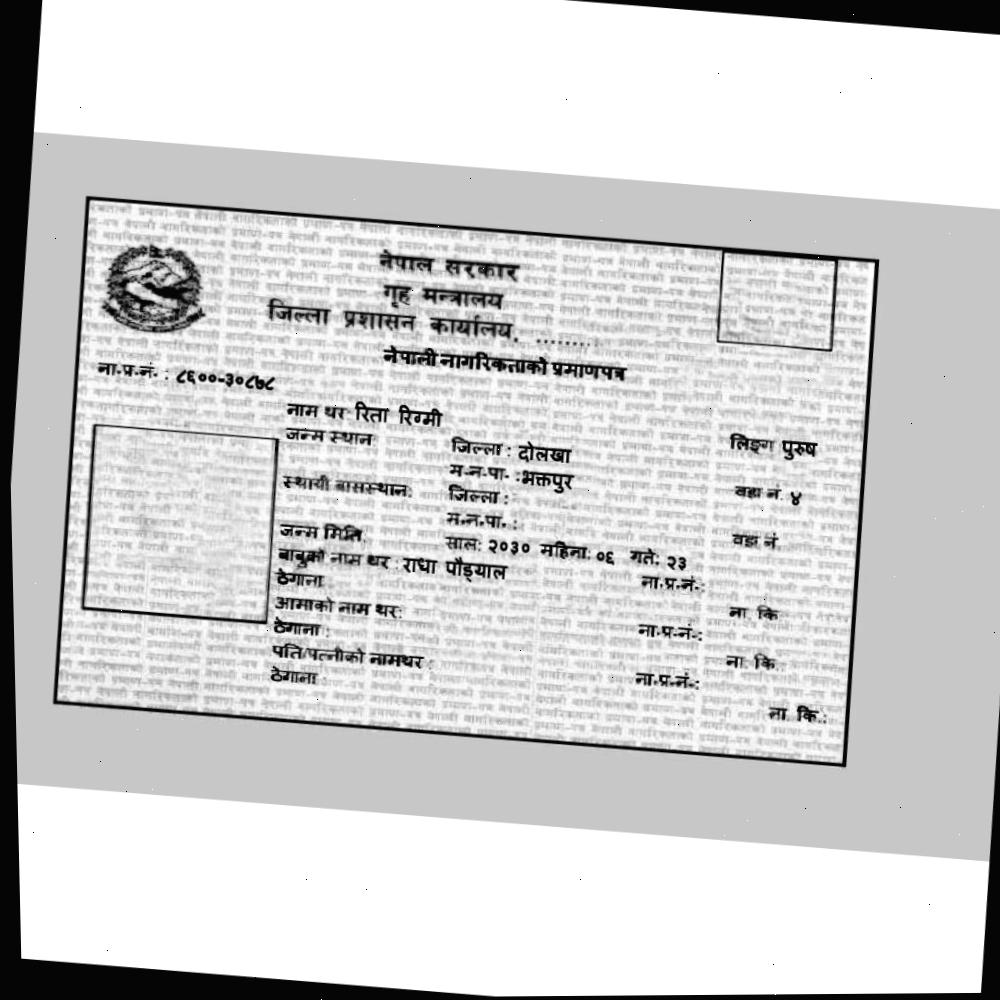 नेपाल सरकार
गृह मन्त्रालय
जिल्ला प्रशासन कार्यालय, ........
नेपाली नागरिकताको प्रमाणपत्र
ना.प्र.नं. : ८६००-३०८७८
नाम थर: रिता रिग्मी लिङ्ग पुरुष
जन्म स्थान: जिल्ला : दोलखा
म.न.पा. :भक्तपुर वडा नं. ४
स्थायी बासस्थान: जिल्ला :
म.न.पा. : वडा नं.
जन्म मिति: साल: २०३० महिना: ०६ गते: २३
बाबुको नाम थर : राधा पौड्याल ना.प्र.नं.:
ठेगाना: ना. कि.
आमाको नाम थर: ना.प्र.नं.:
ठेगाना : ना. कि.:
पति/पत्नीको नामथर : ना.प्र.नं.:
ठेगाना : ना. कि.: